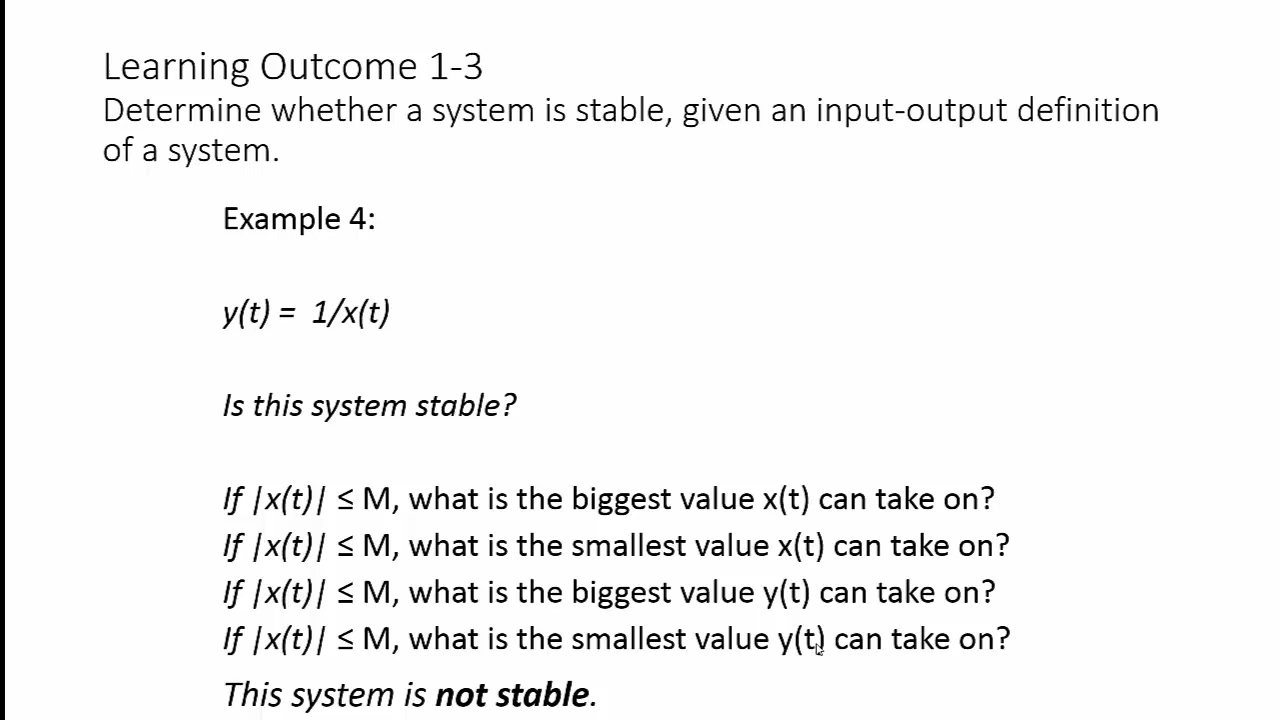 Learning Outcome 1-3
Determine whether a system is stable, given an input-output definition
of a system.
Example 4:
y(t) = 1/x(t)
Is this system stable?
If |x(t)| ≤ M, what is the biggest value x(t) can take on?
If |x(t)| ≤ M, what is the smallest value x(t) can take on?
If |x(t)| ≤ M, what is the biggest value y(t) can take on?
If |x(t)| ≤ M, what is the smallest value y(t) can take on?
This system is not stable.